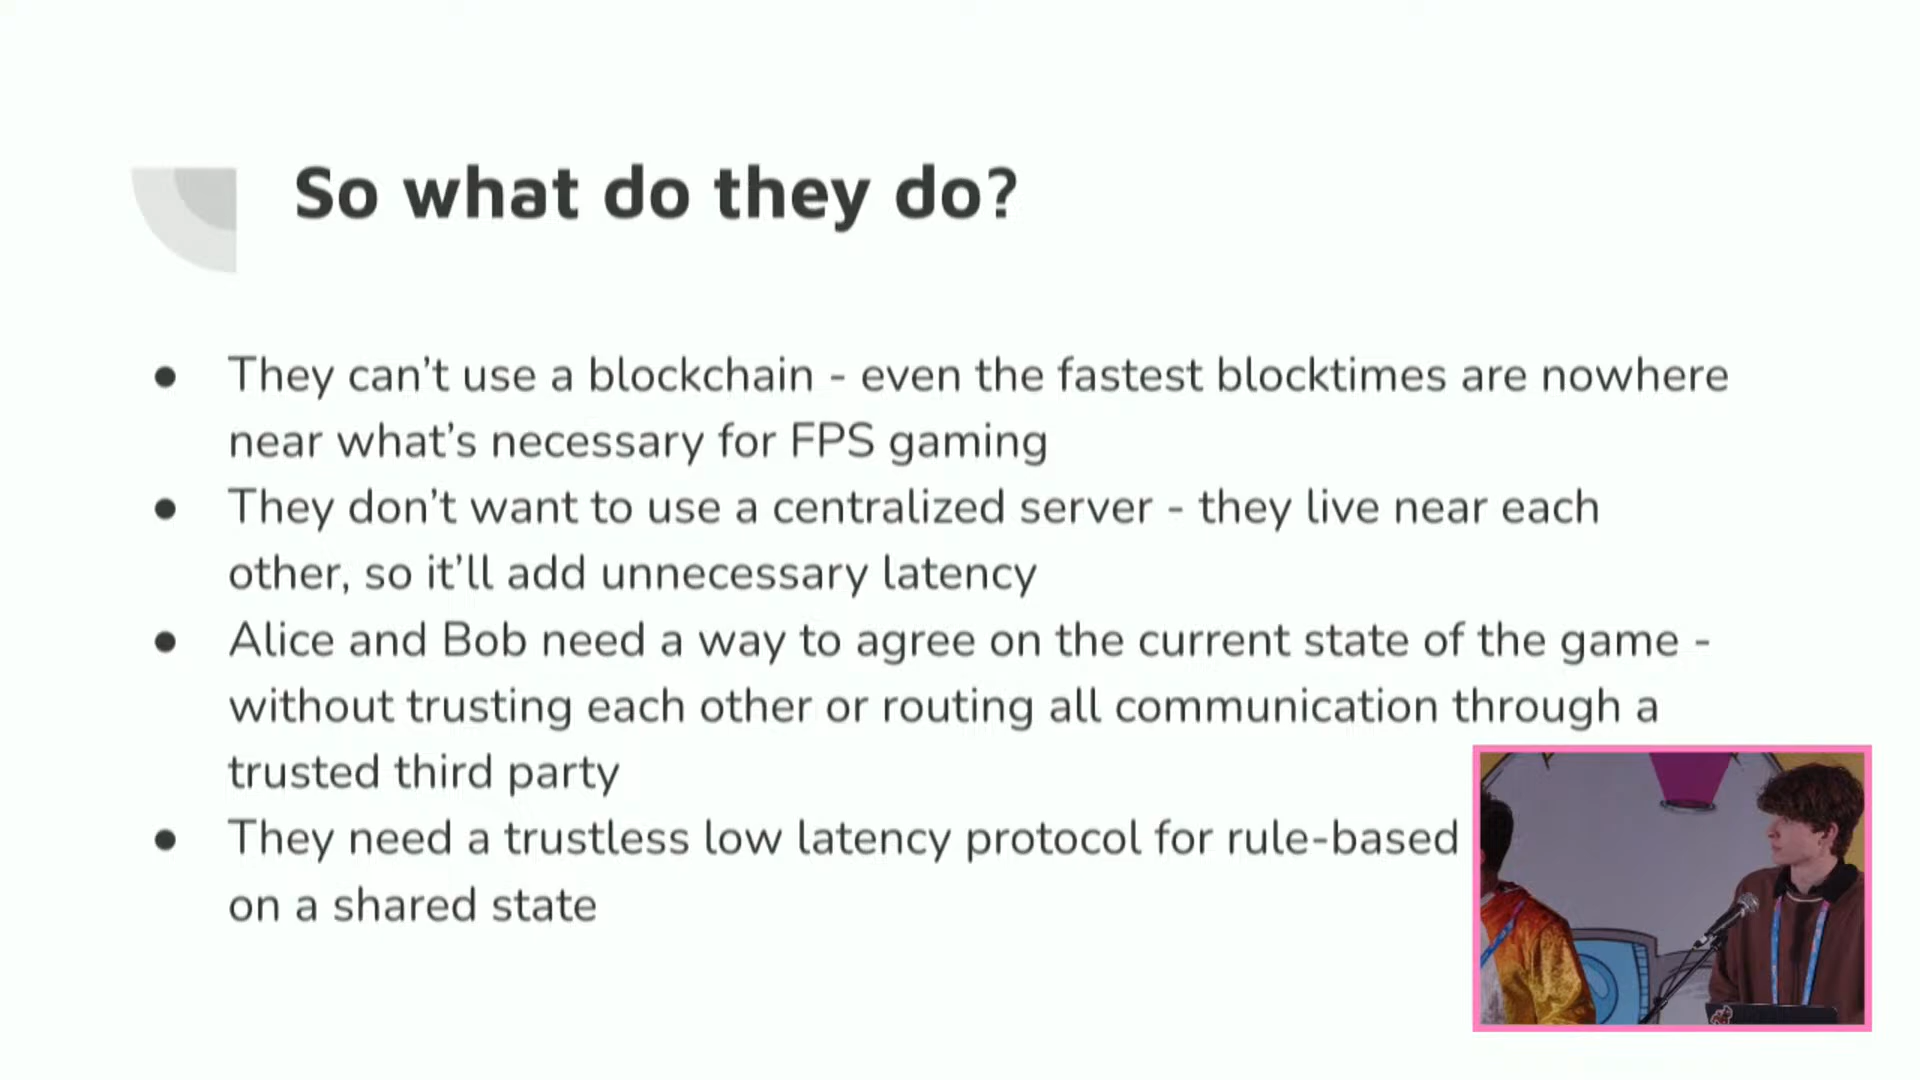 So what do they do?
● They can't use a blockchain - even the fastest blocktimes are nowhere
near what's necessary for FPS gaming
● They don't want to use a centralized server - they live near each
other, so it'll add unnecessary latency
● Alice and Bob need a way to agree on the current state of the game -
without trusting each other or routing all communication through a
trusted third party
● They need a trustless low latency protocol for rule-based
on a shared state